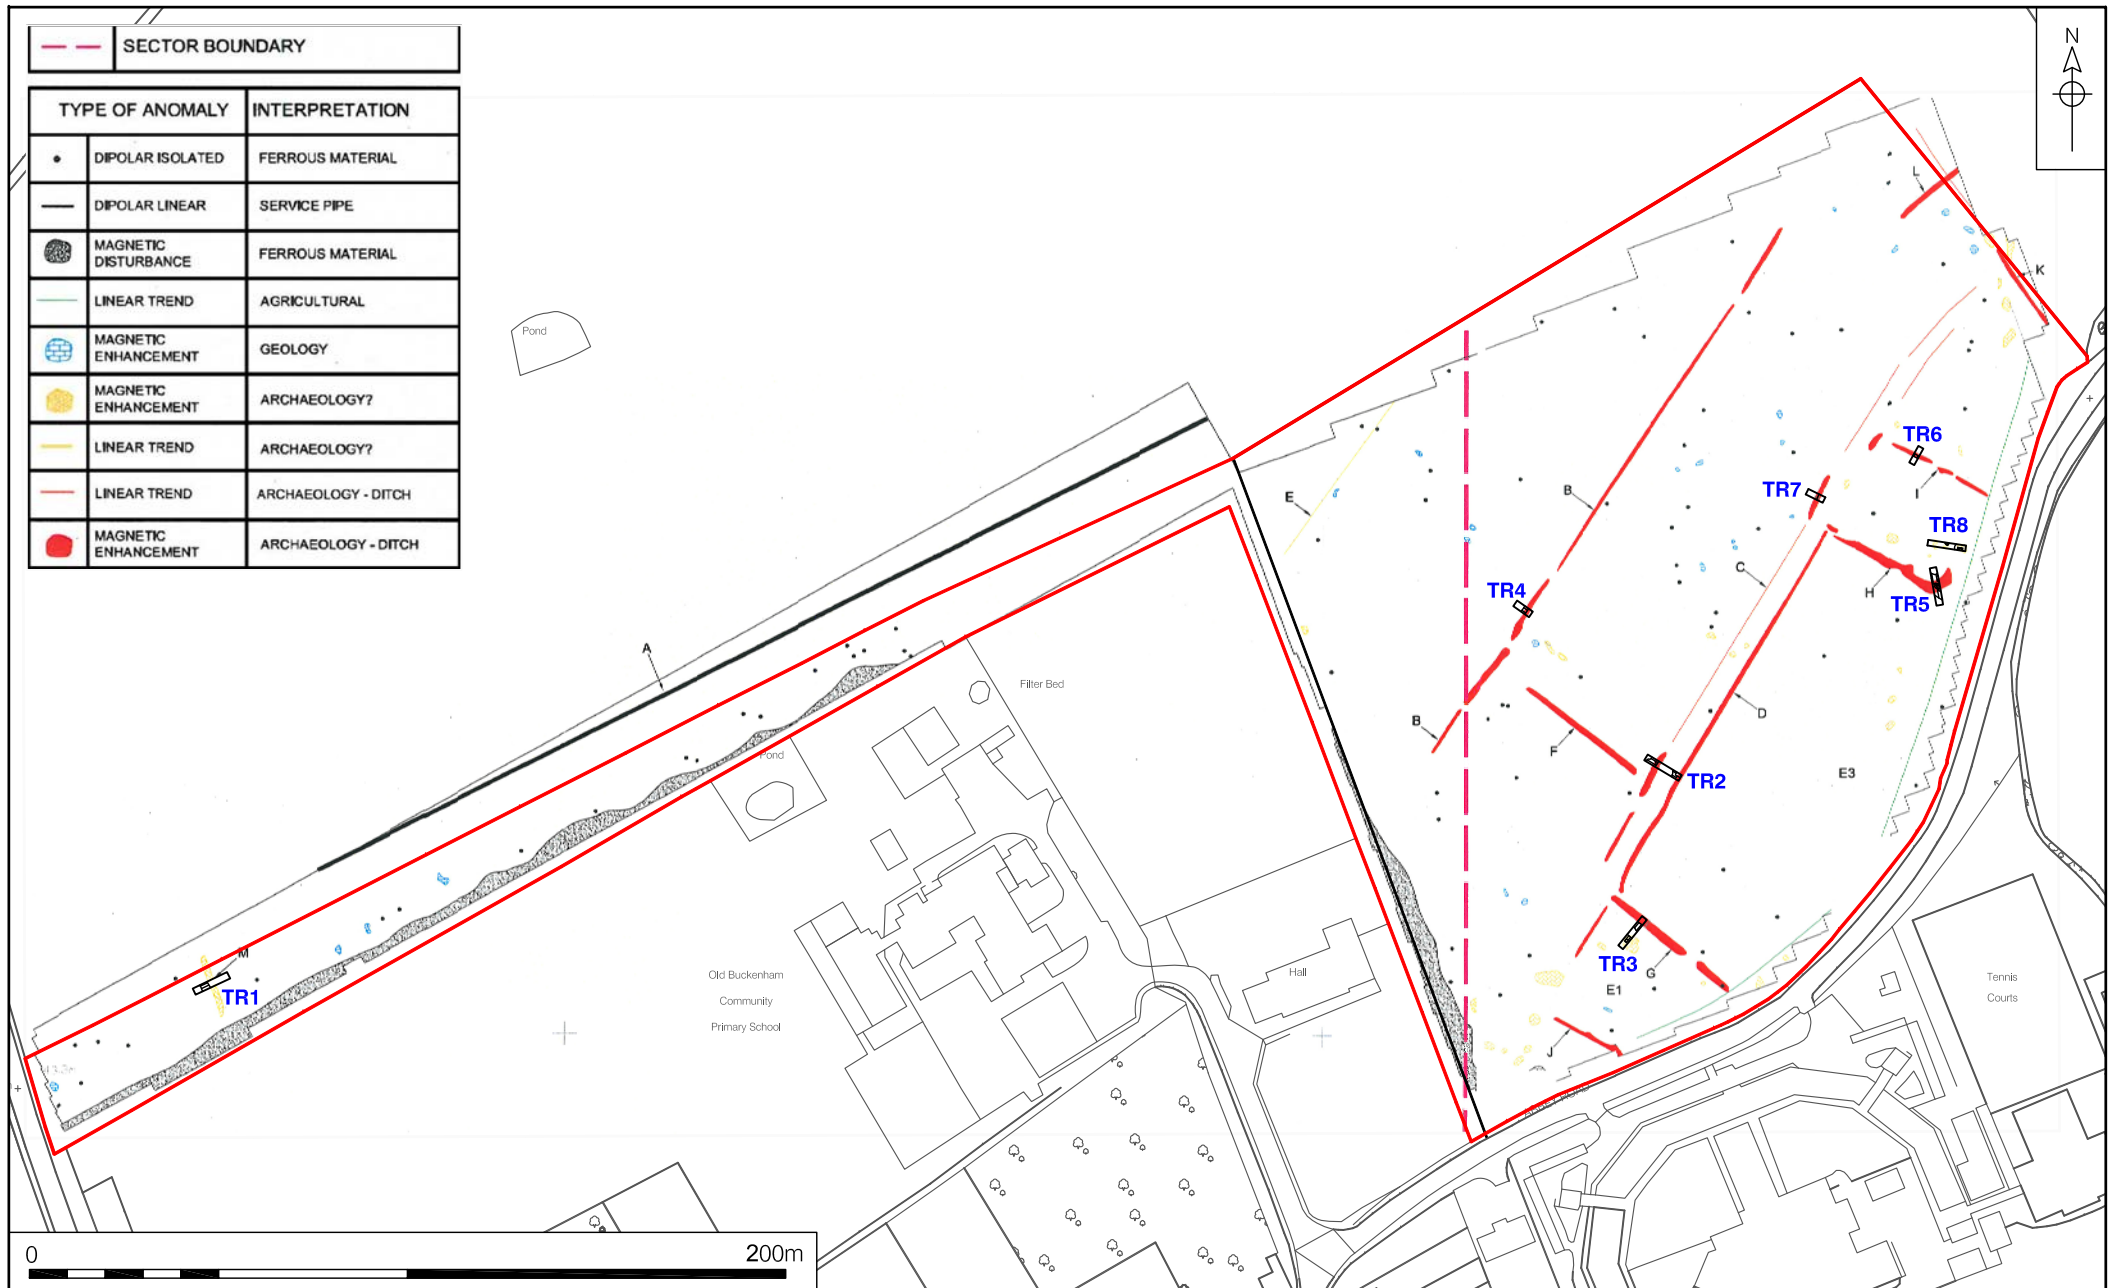 SECTOR BOUNDARY
TYPE OF ANOMALY INTERPRETATION
DIPOLAR ISOLATED FERROUS MATERIAL
DIPOLAR LINEAR SERVICE PIPE
MAGNETIC
DISTURBANCE FERROUS MATERIAL
LINEAR TREND AGRICULTURAL
MAGNETIC
ENHANCEMENT GEOLOGY
MAGNETIC
ENHANCEMENT ARCHAEOLOGY?
LINEAR TREND ARCHAEOLOGY?
LINEAR TREND ARCHAEOLOGY - DITCH
MAGNETIC
ENHANCEMENT ARCHAEOLOGY - DITCH
N
L
K
Pond
TR6
I
TR7
B
E
TR8
C
H
TR5
TR4
A
Filter Bed
B
D
F
TR2
E3
Pond
M
TR1
TR3
G
E1
J
Hall
Old Buckenham
Community
Primary School
Tennis
Courts
0 200m